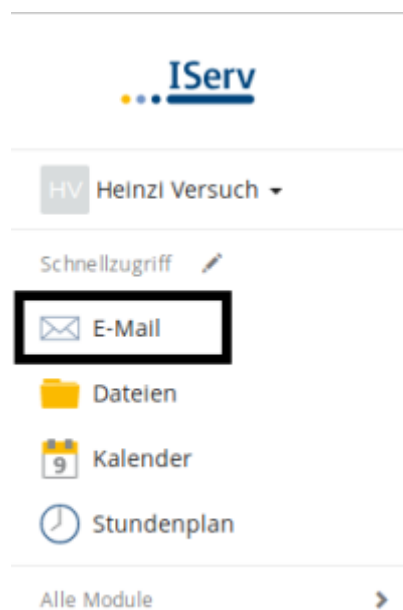 IServ
HV Heinzi Versuch
Schnellzugriff
E-Mail
Dateien
9 Kalender
Stundenplan
Alle Module